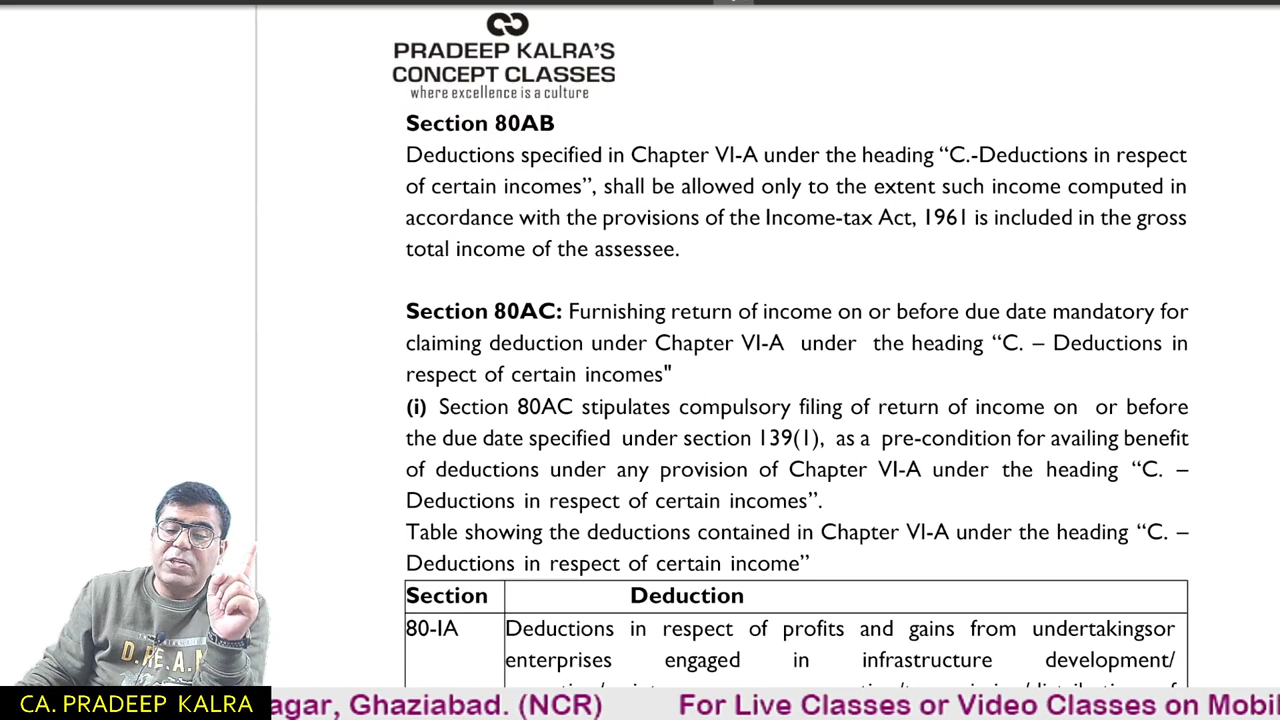 PRADEEP KALRA'S
CONCEPT CLASSES
where excellence is a culture
Section 80AB
Deductions specified in Chapter VI-A under the heading “C.-Deductions in respect
of certain incomes”, shall be allowed only to the extent such income computed in
accordance with the provisions of the Income-tax Act, 1961 is included in the gross
total income of the assessee.
Section 80AC: Furnishing return of income on or before due date mandatory for
claiming deduction under Chapter VI-A under the heading “C. – Deductions in
respect of certain incomes"
(i) Section 80AC stipulates compulsory filing of return of income on or before
the due date specified under section 139(1), as a pre-condition for availing benefit
of deductions under any provision of Chapter VI-A under the heading “C. –
Deductions in respect of certain incomes”.
Table showing the deductions contained in Chapter VI-A under the heading “C. –
Deductions in respect of certain income”
Section Deduction
80-IA Deductions in respect of profits and gains from undertakingsor
enterprises engaged in infrastructure development/
D.RE.A.M
CA. PRADEEP KALRA agar, Ghaziabad. (NCR) For Live Classes or Video Classes on Mobil